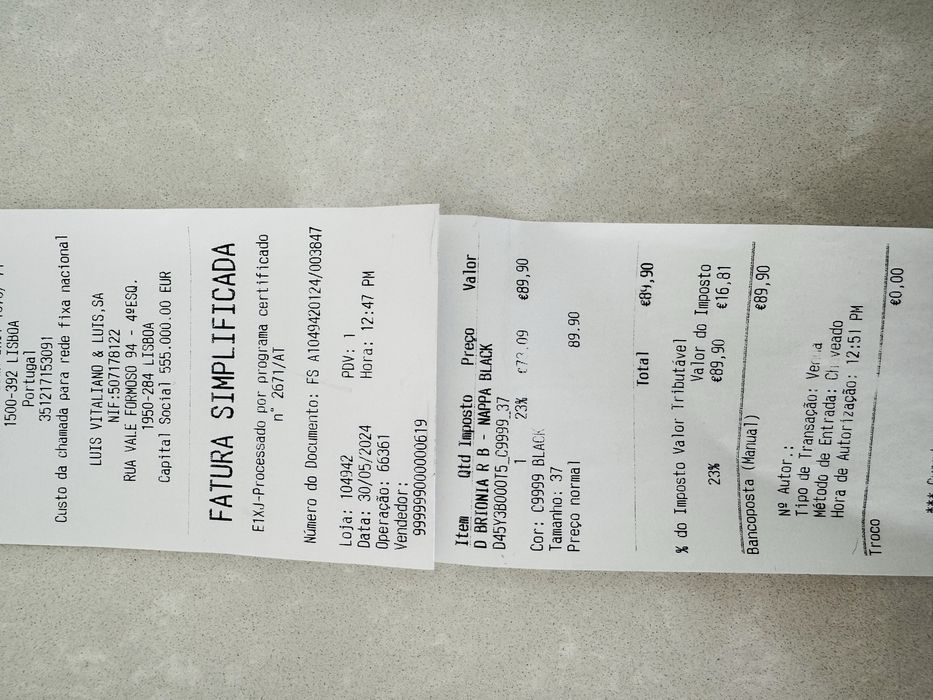 1500-392 LISBOA
Portugal
351217153091
Custo da chamada para rede fixa nacional
LUIS VITALIANO & LUIS,SA
NIF:507178122
RUA VALE FORMOSO 94 - 4ºESQ.
1950-284 LISBOA
Capital Social 555.000.00 EUR
FATURA SIMPLIFICADA
E1XJ-Processado por programa certificado
nº 2671/AT
Número do Documento: FS A1049420124/003847
Loja: 104942 PDV: 1
Data: 30/05/2024 Hora: 12:47 PM
Operação: 66361
Vendedor:
9999990000000619
Item Qtd Imposto Preço Valor
D BRIONIA R B - NAPPA BLACK
D45Y3B000T5_C9999_37
1 23% €73.09 €89,90
Cor: C9999 BLACK
Tamanho: 37
Preço normal 89.90
Total €89,90
% do Imposto Valor Tributável Valor do Imposto
23% €89,90 €16,81
Bancoposta (Manual) €89,90
Nº Autor.:
Tipo de Transação:
Método de Entrada:
Hora de Autorização: 12:51 PM
Troco €0,00